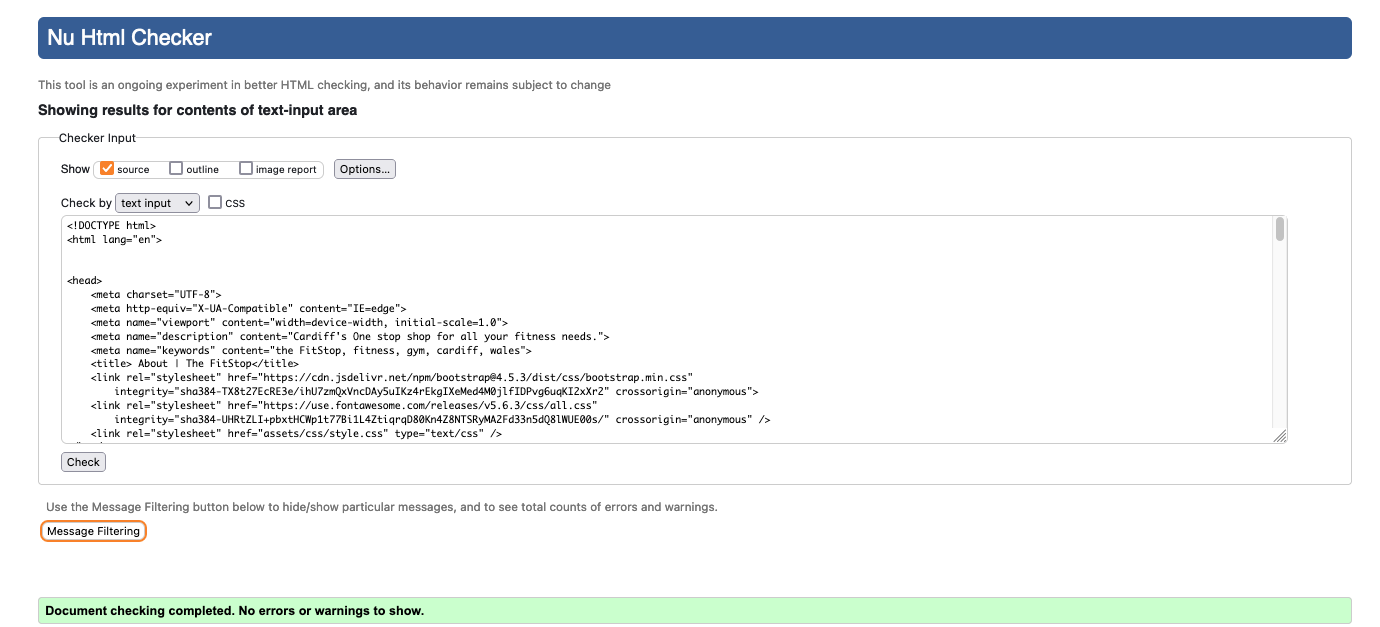 Nu Html Checker
This tool is an ongoing experiment in better HTML checking, and its behavior remains subject to change
Showing results for contents of text-input area
Checker Input
Show source outline image report Options...
Check by text input CSS
<!DOCTYPE html>
<html lang="en">
<head>
<meta charset="UTF-8">
<meta http-equiv="X-UA-Compatible" content="IE=edge">
<meta name="viewport" content="width=device-width, initial-scale=1.0">
<meta name="description" content="Cardiff's One stop shop for all your fitness needs.">
<meta name="keywords" content="the FitStop, fitness, gym, cardiff, wales">
<title> About | The FitStop</title>
<link rel="stylesheet" href="https://cdn.jsdelivr.net/npm/bootstrap@4.5.3/dist/css/bootstrap.min.css"
integrity="sha384-TX8t27EcRE3e/ihU7zmQxVncDAy5uIKz4rEkgIXeMed4M0jlfIDPvg6uqKI2xXr2" crossorigin="anonymous">
<link rel="stylesheet" href="https://use.fontawesome.com/releases/v5.6.3/css/all.css"
integrity="sha384-UHRtZLI+pbxtHCWp1t77Bi1L4ZtiqrqD80Kn4Z8NTSRyMA2Fd33n5dQ8lWUE00s/" crossorigin="anonymous" />
<link rel="stylesheet" href="assets/css/style.css" type="text/css" />
Check
Use the Message Filtering button below to hide/show particular messages, and to see total counts of errors and warnings.
Message Filtering
Document checking completed. No errors or warnings to show.